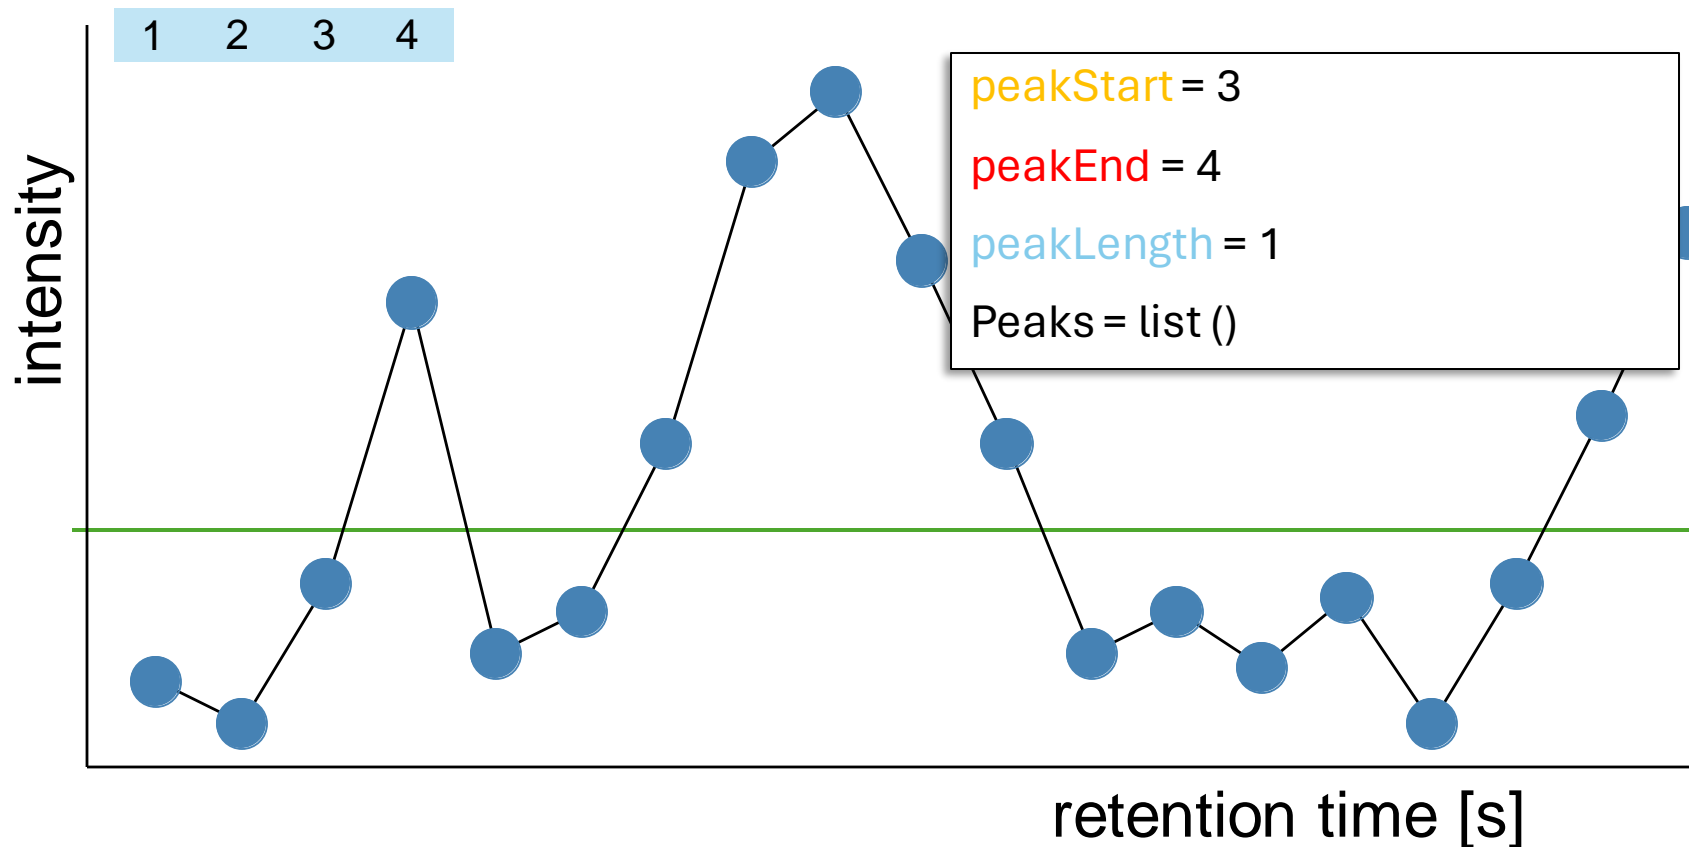 1 2 3 4
peakStart = 3
peakEnd = 4
peakLength = 1
Peaks = list ()
intensity
retention time [s]